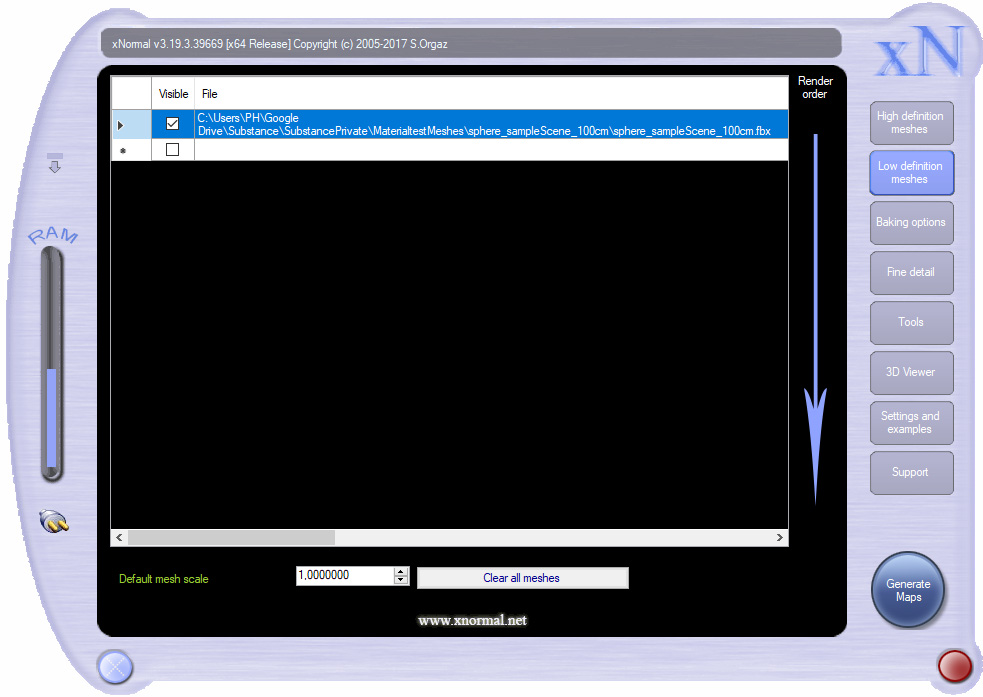 xNormal v3.19.3.39669 [x64 Release] Copyright (c) 2005-2017 S.Orgaz
xN
Visible
File
C:\Users\PH\Google
Drive\Substance\SubstancePrivate\MaterialtestMeshes\sphere_sampleScene_100cm\sphere_sampleScene_100cm.fbx
Render
order
RAM
High definition
meshes
Low definition
meshes
Baking options
Fine detail
Tools
3D Viewer
Settings and
examples
Support
Default mesh scale
1,0000000
Clear all meshes
Generate
Maps
www.xnormal.net